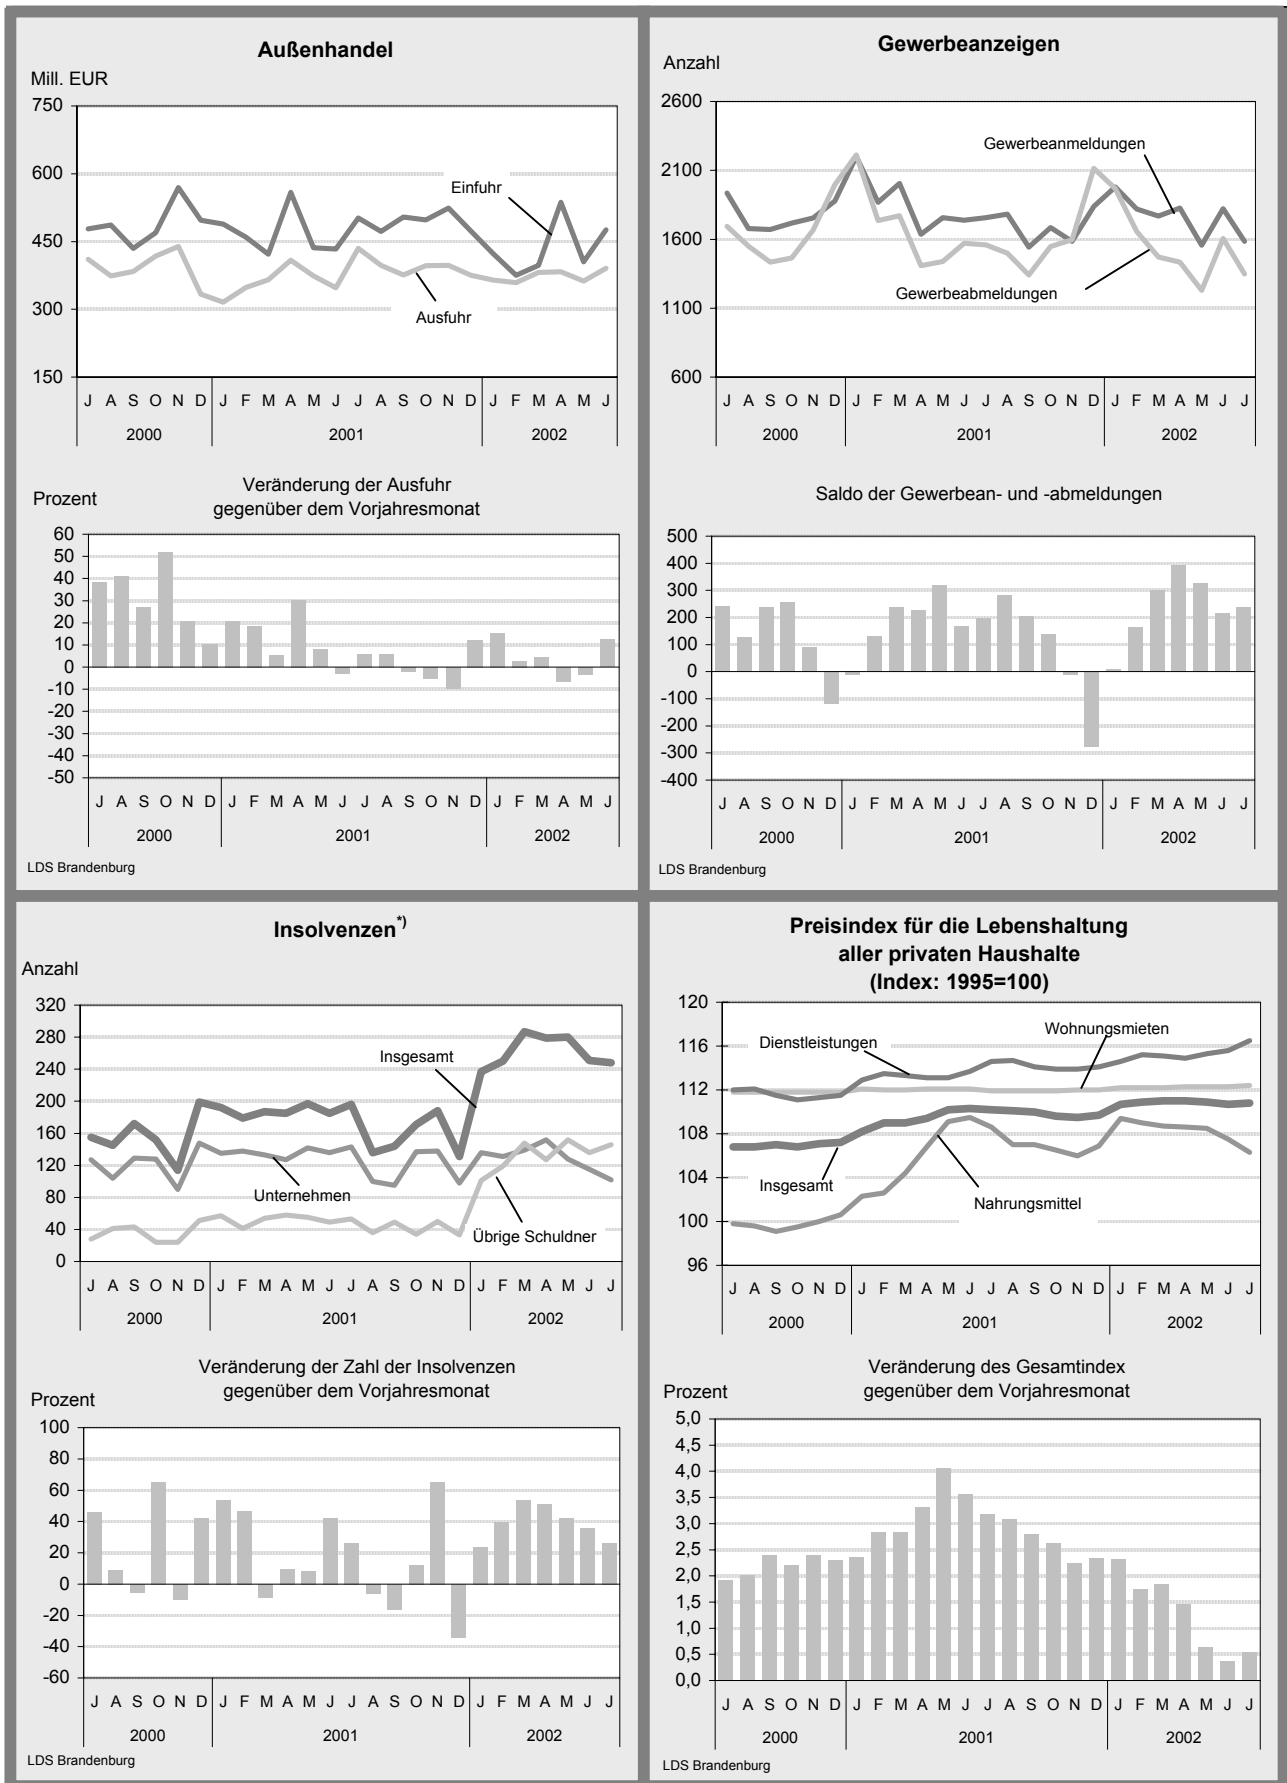 Außenhandel
Mill. EUR
750
600
450
300
150
Einfuhr
Ausfuhr
J A S O N D J F M A M J J A S O N D J F M A M J
2000 2001 2002
Veränderung der Ausfuhr
gegenüber dem Vorjahresmonat
Prozent
60
50
40
30
20
10
0
-10
-20
-30
-40
-50
J A S O N D J F M A M J J A S O N D J F M A M J
2000 2001 2002
LDS Brandenburg
Gewerbeanzeigen
Anzahl
2600
2100
1600
1100
600
Gewerbeanmeldungen
Gewerbeabmeldungen
J A S O N D J F M A M J J A S O N D J F M A M J J
2000 2001 2002
Saldo der Gewerbean- und -abmeldungen
500
400
300
200
100
0
-100
-200
-300
-400
J A S O N D J F M A M J J A S O N D J F M A M J J
2000 2001 2002
LDS Brandenburg
Insolvenzen*)
Anzahl
320
280
240
200
160
120
80
40
0
Insgesamt
Unternehmen
Übrige Schuldner
J A S O N D J F M A M J J A S O N D J F M A M J J
2000 2001 2002
Veränderung der Zahl der Insolvenzen
gegenüber dem Vorjahresmonat
Prozent
100
80
60
40
20
0
-20
-40
-60
J A S O N D J F M A M J J A S O N D J F M A M J J
2000 2001 2002
LDS Brandenburg
Preisindex für die Lebenshaltung
aller privaten Haushalte
(Index: 1995=100)
120
116
112
108
104
100
96
Wohnungsmieten
Dienstleistungen
Insgesamt
Nahrungsmittel
J A S O N D J F M A M J J A S O N D J F M A M J J
2000 2001 2002
Veränderung des Gesamtindex
gegenüber dem Vorjahresmonat
Prozent
5,0
4,5
4,0
3,5
3,0
2,5
2,0
1,5
1,0
0,5
0,0
J A S O N D J F M A M J J A S O N D J F M A M J J
2000 2001 2002
LDS Brandenburg